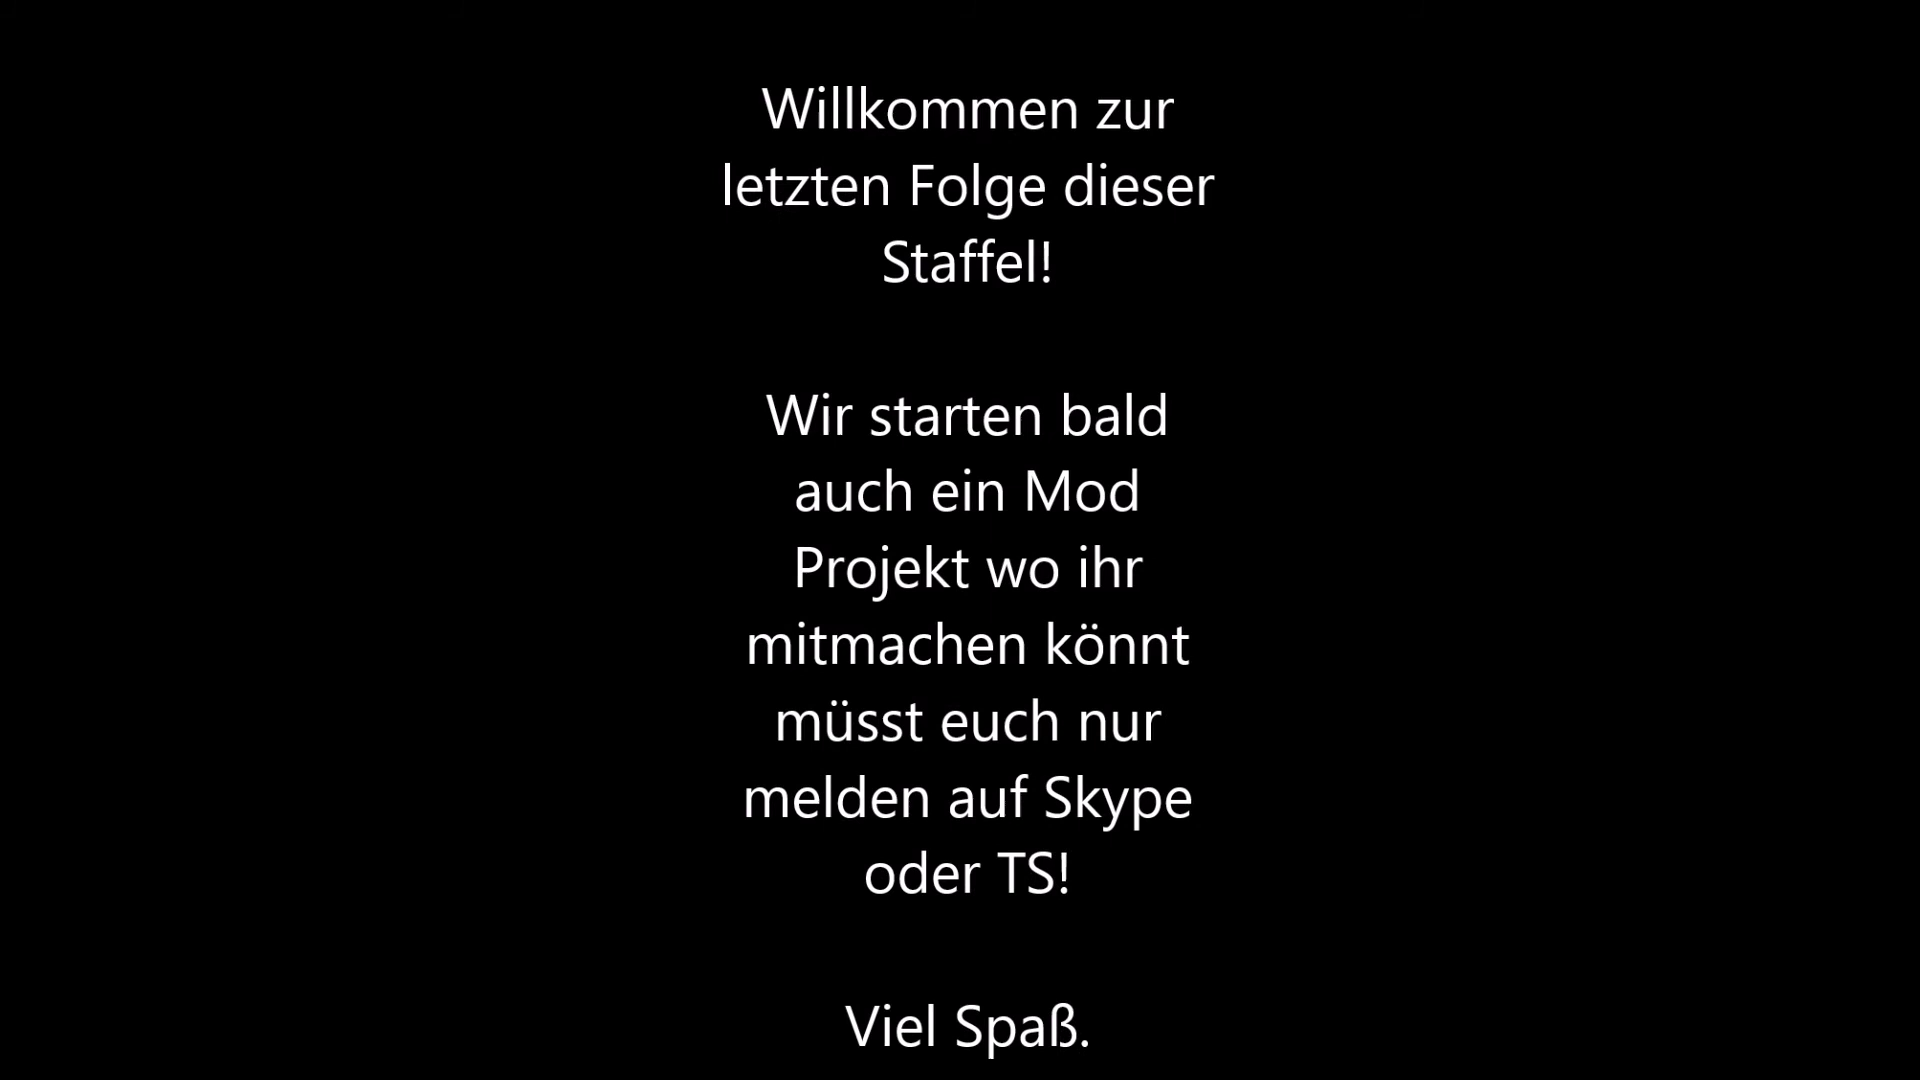 Willkommen zur
letzten Folge dieser
Staffel!
Wir starten bald
auch ein Mod
Projekt wo ihr
mitmachen könnt
müsst euch nur
melden auf Skype
oder TS!
Viel Spaß.